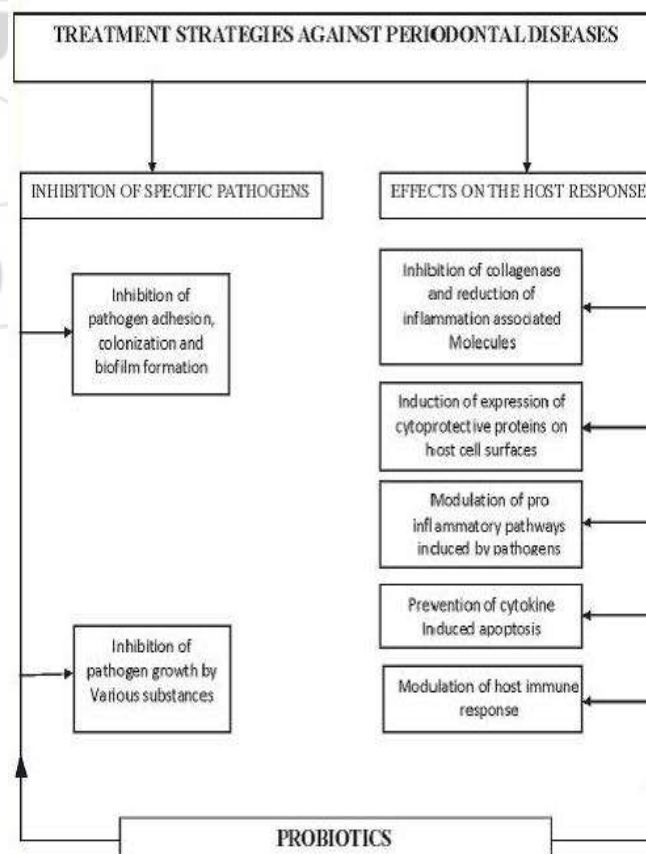 TREATMENT STRATEGIES AGAINST PERIODONTAL DISEASES
INHIBITION OF SPECIFIC PATHOGENS
EFFECTS ON THE HOST RESPONSE
Inhibition of
pathogen adhesion,
colonization and
biofilm formation
Inhibition of
pathogen growth by
Various substances
Inhibition of collagenase
and reduction of
inflammation associated
Molecules
Induction of expression of
cytoprotective proteins on
host cell surfaces
Modulation of pro
inflammatory pathways
induced by pathogens
Prevention of cytokine
Induced apoptosis
Modulation of host immune
response
PROBIOTICS